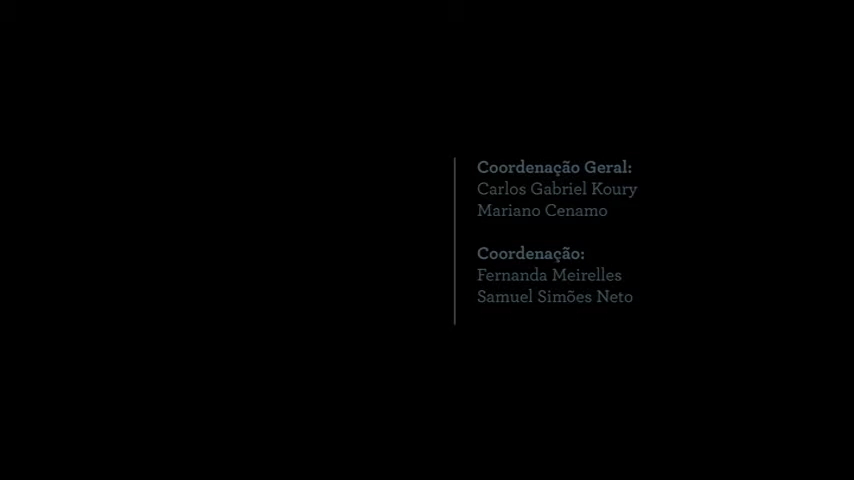 Coordenação Geral:
Carlos Gabriel Koury
Mariano Cenamo
Coordenação:
Fernanda Meirelles
Samuel Simões Neto